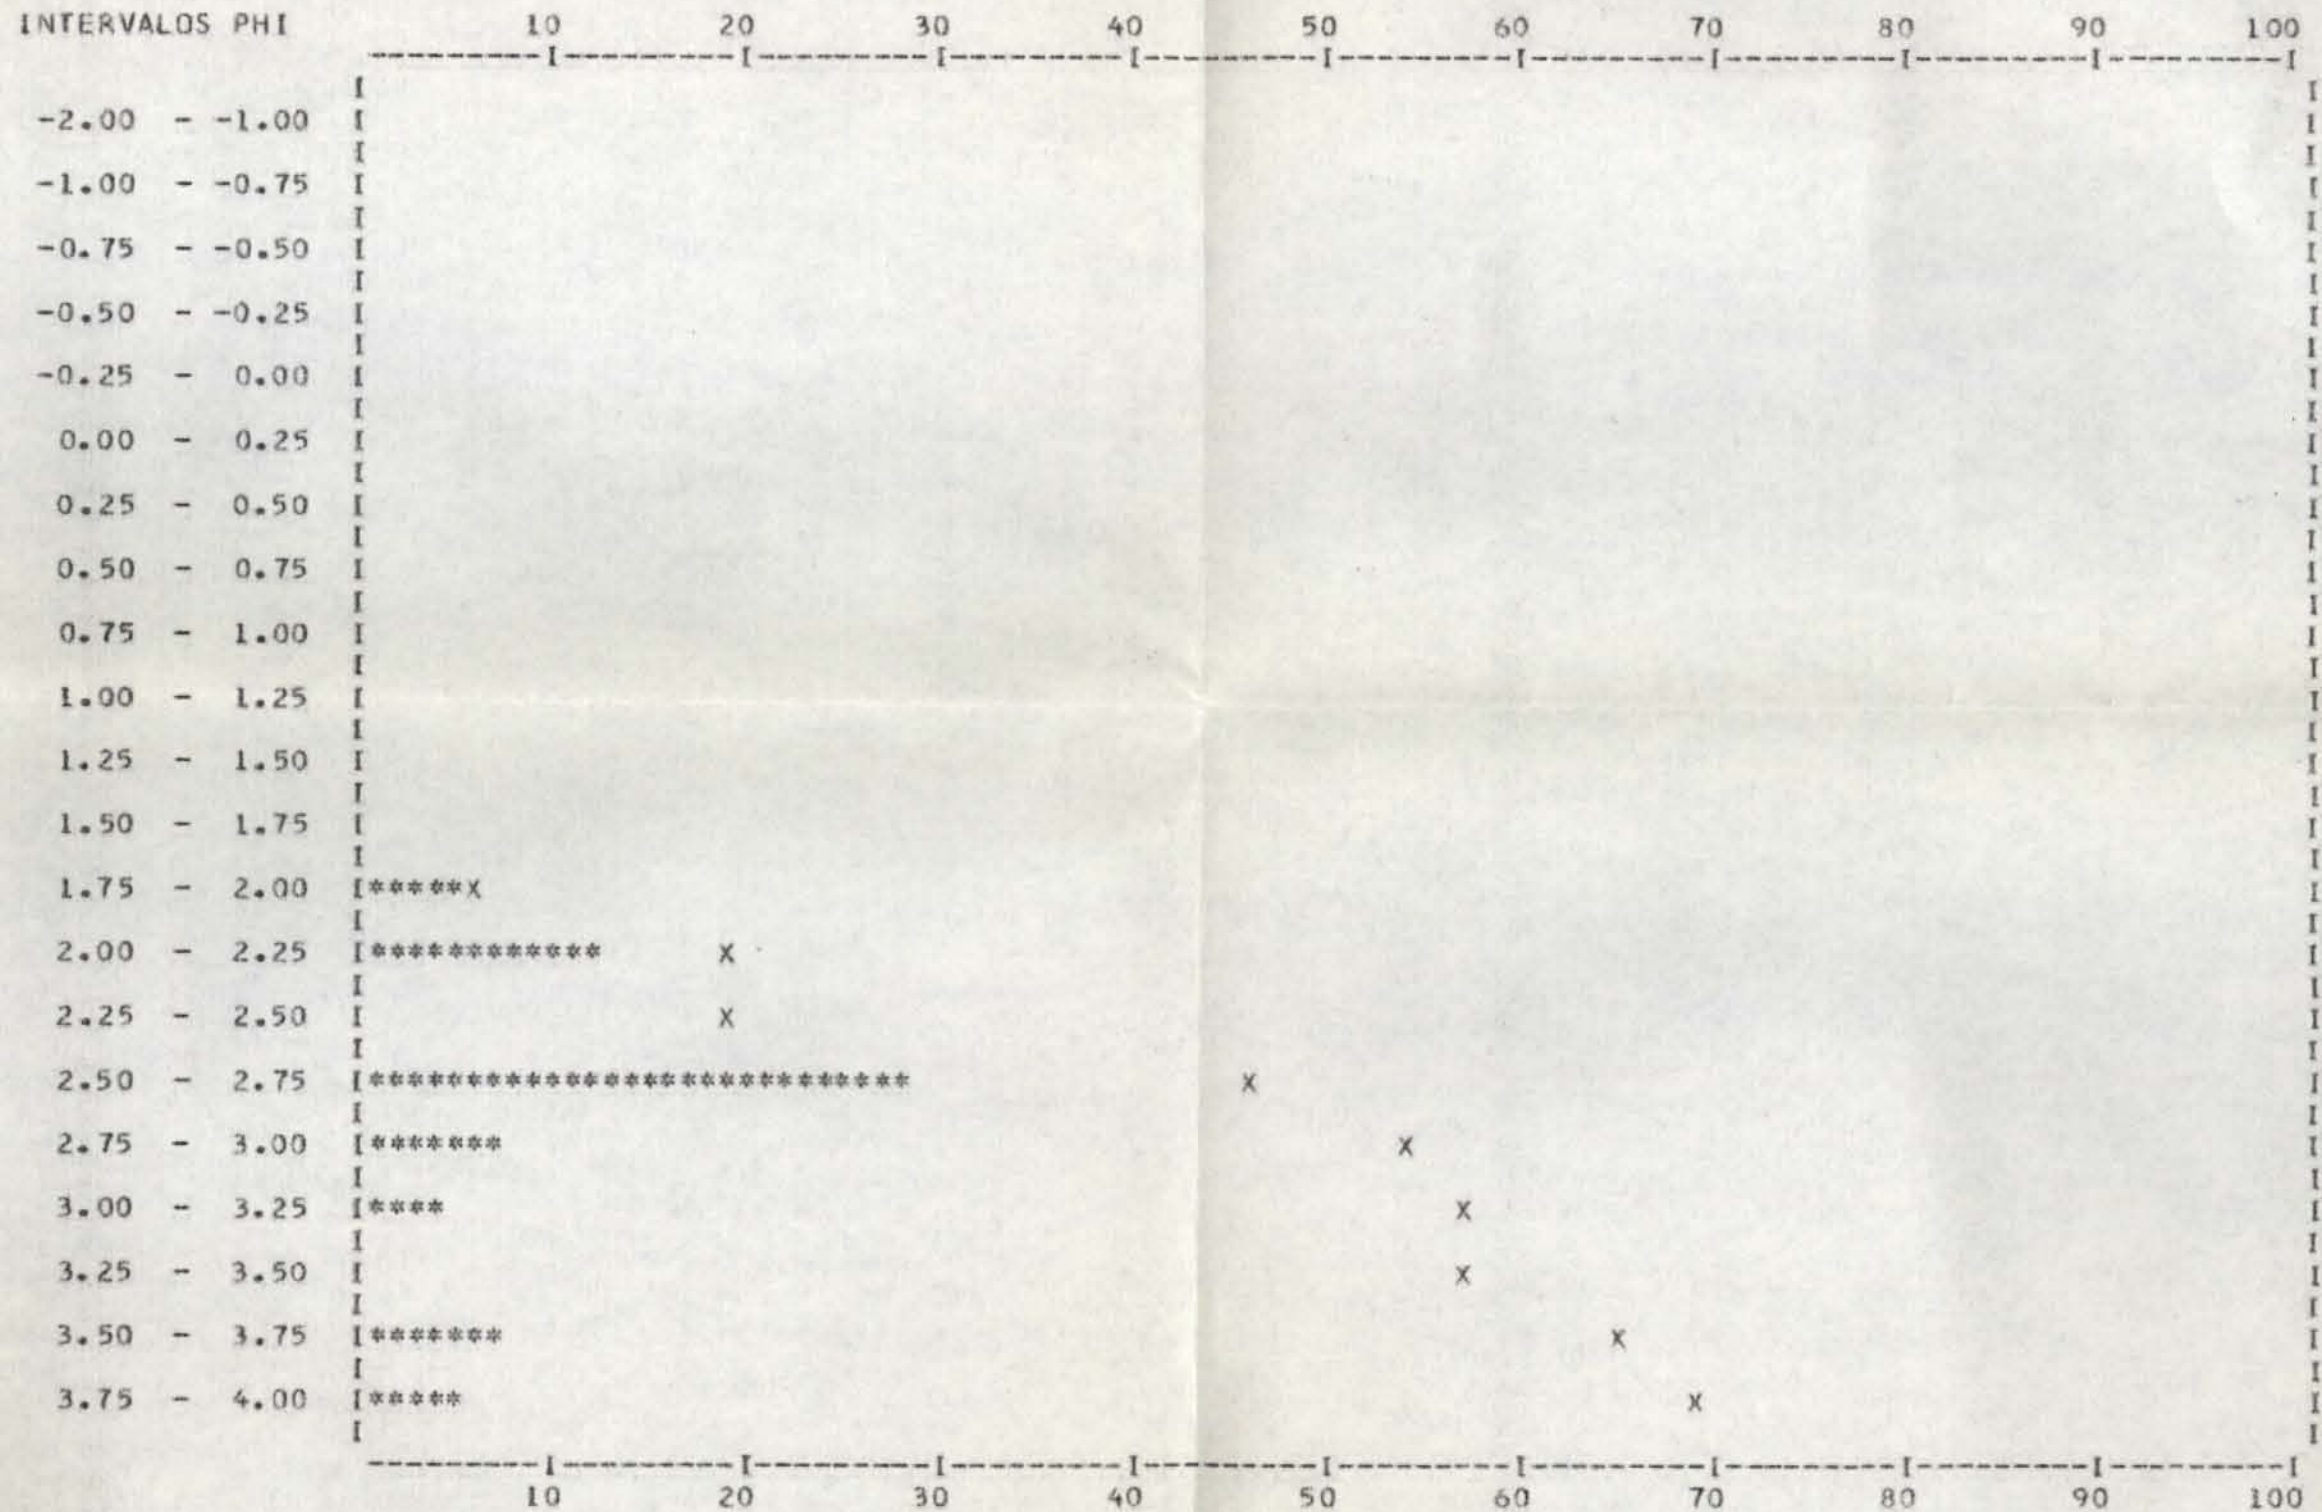 INTERVALOS PHI 10 20 30 40 50 60 70 80 90 100
---------I---------I---------I---------I---------I---------I---------I---------I---------I---------I
I I
-2.00 - -1.00 I I
I I
-1.00 - -0.75 I I
I I
-0.75 - -0.50 I I
I I
-0.50 - -0.25 I I
I I
-0.25 - 0.00 I I
I I
0.00 - 0.25 I I
I I
0.25 - 0.50 I I
I I
0.50 - 0.75 I I
I I
0.75 - 1.00 I I
I I
1.00 - 1.25 I I
I I
1.25 - 1.50 I I
I I
1.50 - 1.75 I I
I I
1.75 - 2.00 I*****X I
I I
2.00 - 2.25 I************ X I
I I
2.25 - 2.50 I X I
I I
2.50 - 2.75 I**************************** X I
I I
2.75 - 3.00 I******* X I
I I
3.00 - 3.25 I**** X I
I I
3.25 - 3.50 I X I
I I
3.50 - 3.75 I******* X I
I I
3.75 - 4.00 I***** X I
I I
---------I---------I---------I---------I---------I---------I---------I---------I---------I---------I
10 20 30 40 50 60 70 80 90 100